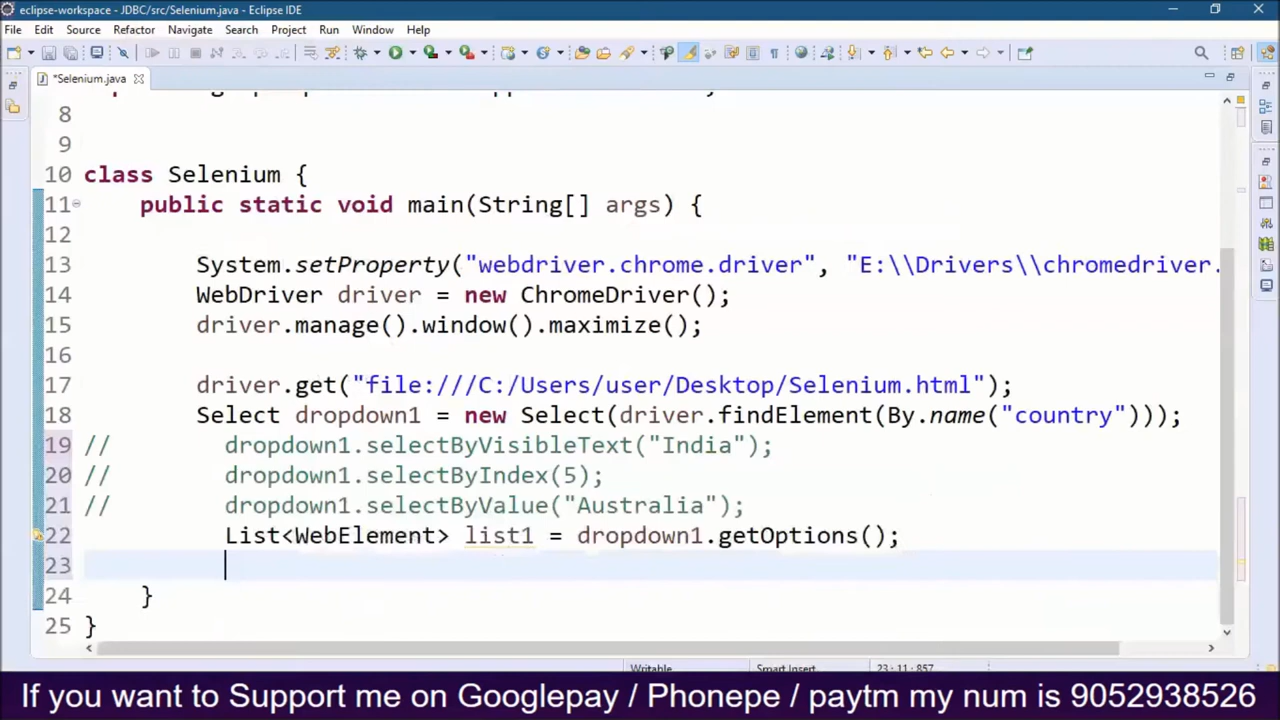 eclipse-workspace - JDBC/src/Selenium.java - Eclipse IDE
File Edit Source Refactor Navigate Search Project Run Window Help
*Selenium.java
8
9
10 class Selenium {
11 public static void main(String[] args) {
12
13 System.setProperty("webdriver.chrome.driver", "E:\\Drivers\\chromedriver.
14 WebDriver driver = new ChromeDriver();
15 driver.manage().window().maximize();
16
17 driver.get("file:///C:/Users/user/Desktop/Selenium.html");
18 Select dropdown1 = new Select(driver.findElement(By.name("country")));
19 // dropdown1.selectByVisibleText("India");
20 // dropdown1.selectByIndex(5);
21 // dropdown1.selectByValue("Australia");
22 List<WebElement> list1 = dropdown1.getOptions();
23
24 }
25 }
Writable Smart Insert 23 : 11 : 857
If you want to Support me on Googlepay / Phonepe / paytm my num is 9052938526